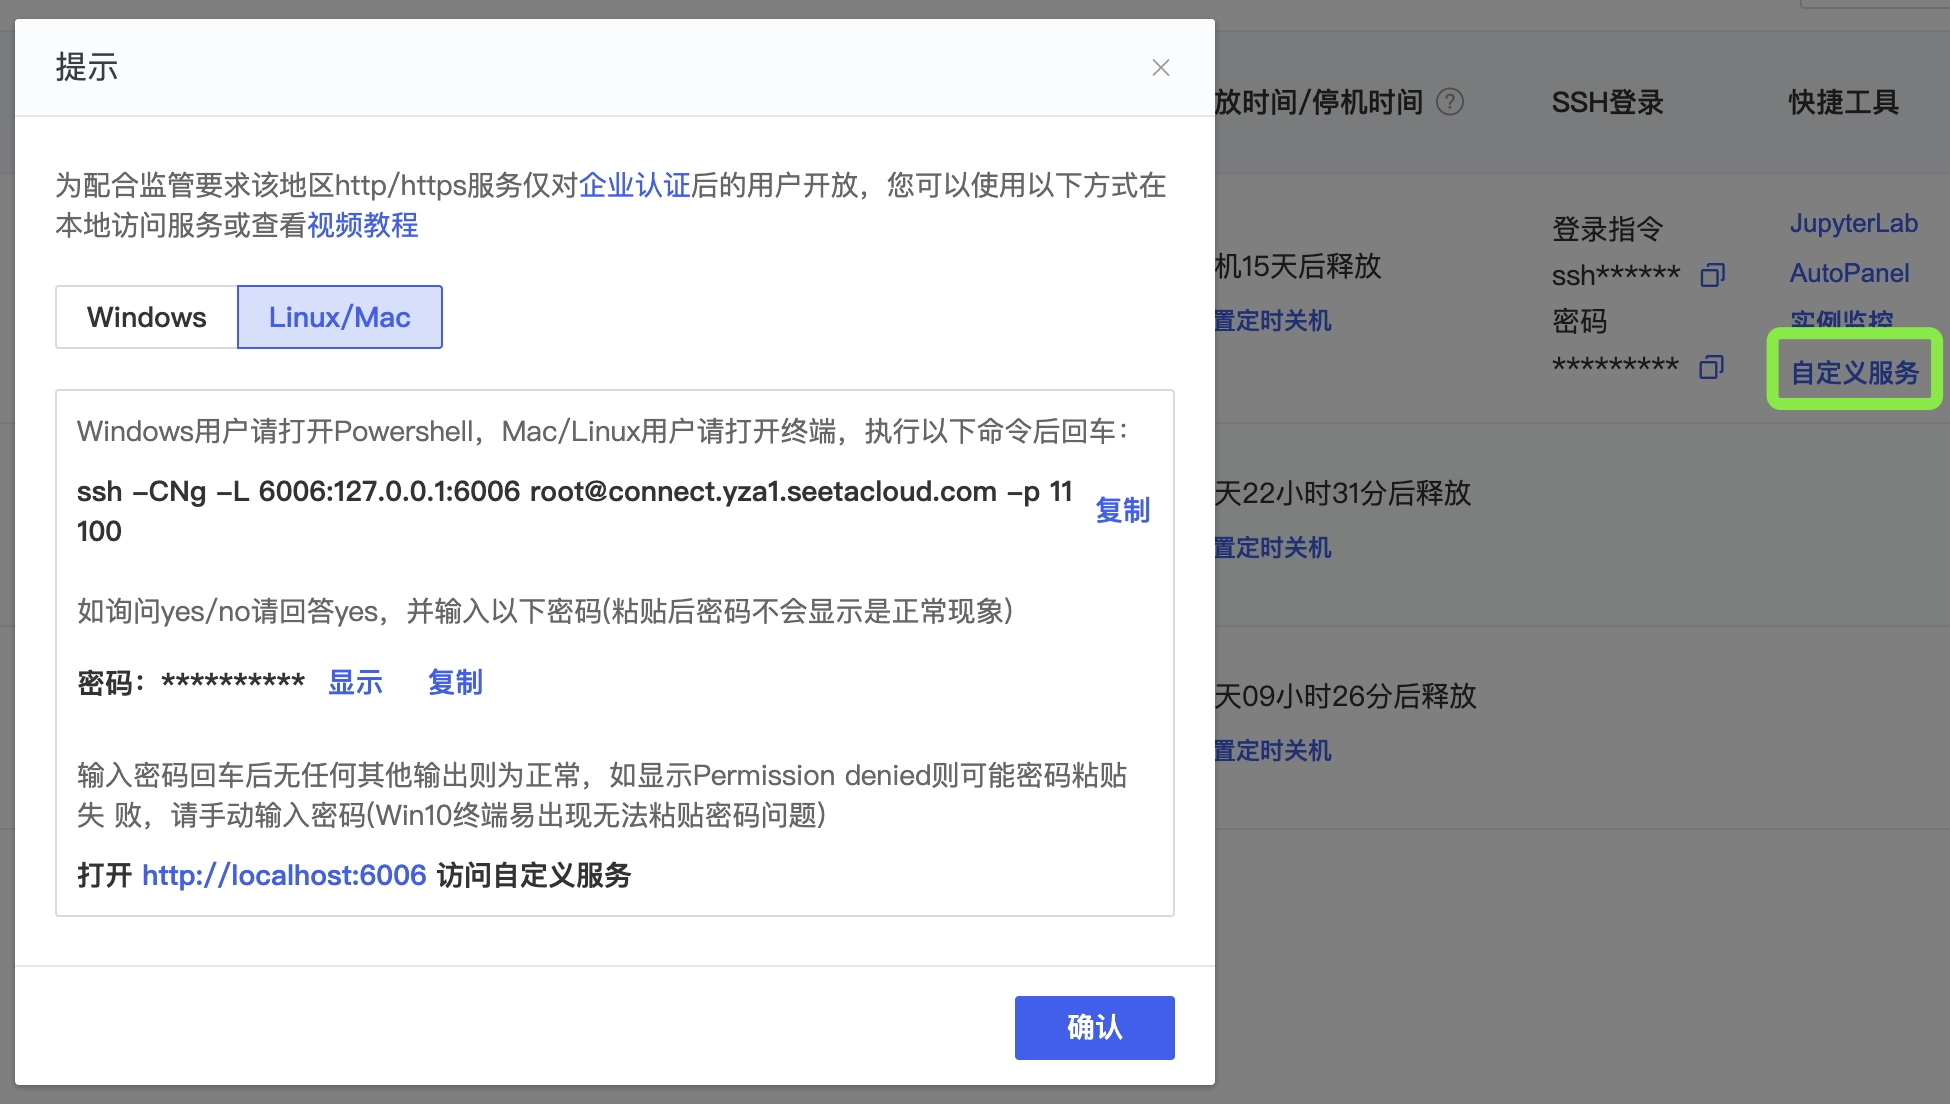 提示
为配合监管要求该地区http/https服务仅对企业认证后的用户开放，您可以使用以下方式在
本地访问服务或查看视频教程
Windows
Linux/Mac
Windows用户请打开Powershell，Mac/Linux用户请打开终端，执行以下命令后回车：
ssh -CNg -L 6006:127.0.0.1:6006 root@connect.yza1.seetacloud.com -p 11
100
复制
如询问yes/no请回答yes，并输入以下密码(粘贴后密码不会显示是正常现象)
密码：********** 显示 复制
输入密码回车后无任何其他输出则为正常，如显示Permission denied则可能密码粘贴
失 败，请手动输入密码(Win10终端易出现无法粘贴密码问题)
打开 http://localhost:6006 访问自定义服务
确认
放时间/停机时间 ?
SSH登录
快捷工具
机15天后释放
置定时关机
登录指令
ssh******
密码
*********
JupyterLab
AutoPanel
实例监控
自定义服务
天22小时31分后释放
置定时关机
天09小时26分后释放
置定时关机